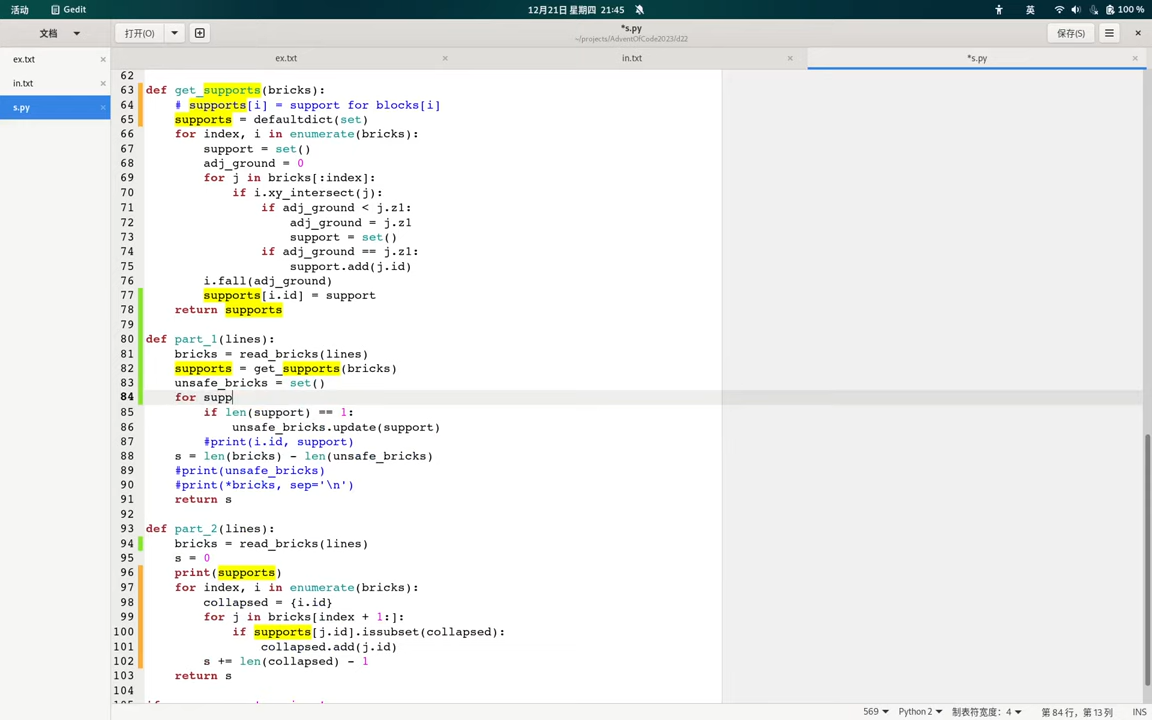 活动 Gedit 12月21日 星期四 21:45 英 100 %
文档 打开(O) *s.py 保存(S)
~/projects/AdventOfCode2023/d22
ex.txt in.txt *s.py
ex.txt
in.txt
s.py
62
63 def get_supports(bricks):
64     # supports[i] = support for blocks[i]
65     supports = defaultdict(set)
66     for index, i in enumerate(bricks):
67         support = set()
68         adj_ground = 0
69         for j in bricks[:index]:
70             if i.xy_intersect(j):
71                 if adj_ground < j.z1:
72                     adj_ground = j.z1
73                     support = set()
74                 if adj_ground == j.z1:
75                     support.add(j.id)
76         i.fall(adj_ground)
77         supports[i.id] = support
78     return supports
79
80 def part_1(lines):
81     bricks = read_bricks(lines)
82     supports = get_supports(bricks)
83     unsafe_bricks = set()
84     for supp
85         if len(support) == 1:
86             unsafe_bricks.update(support)
87         #print(i.id, support)
88     s = len(bricks) - len(unsafe_bricks)
89     #print(unsafe_bricks)
90     #print(*bricks, sep='\n')
91     return s
92
93 def part_2(lines):
94     bricks = read_bricks(lines)
95     s = 0
96     print(supports)
97     for index, i in enumerate(bricks):
98         collapsed = {i.id}
99         for j in bricks[index + 1:]:
100             if supports[j.id].issubset(collapsed):
101                 collapsed.add(j.id)
102         s += len(collapsed) - 1
103     return s
104
569 Python 2 制表符宽度：4 第 84 行，第 13 列 INS